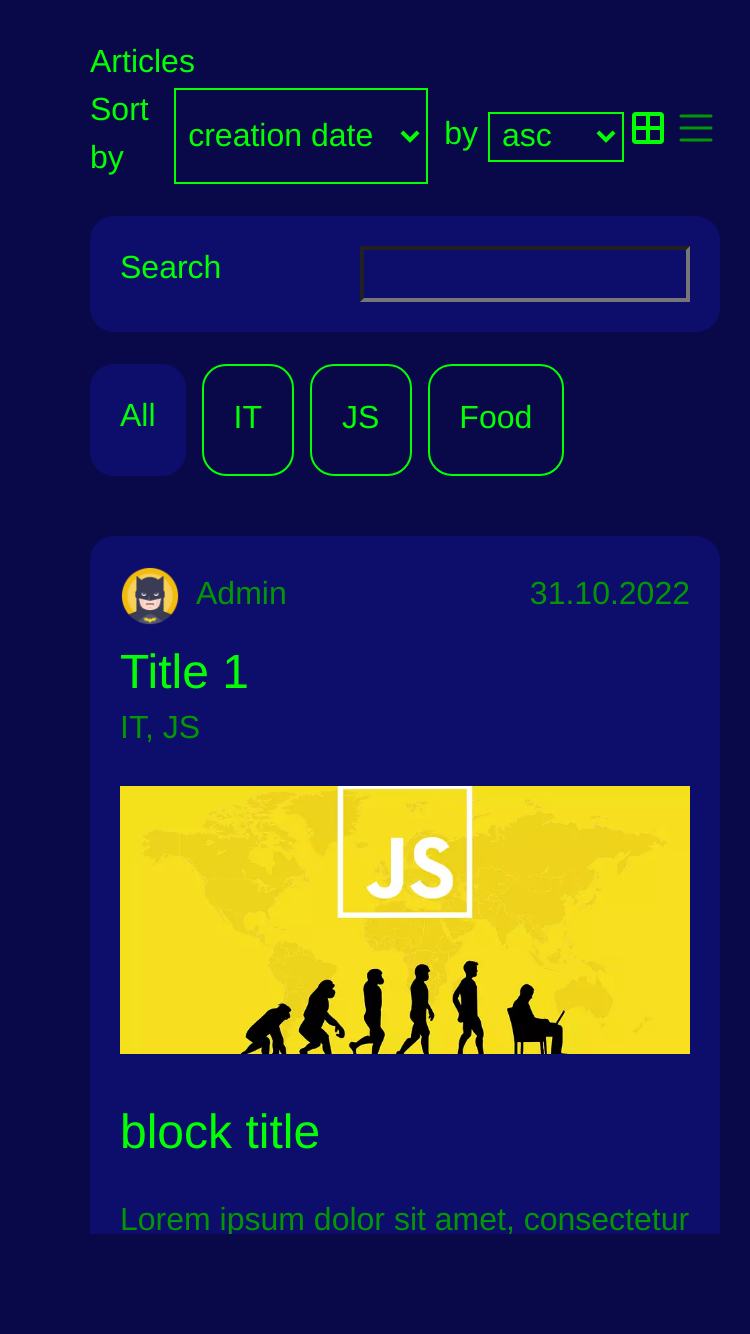 Articles
Sort by creation date by asc
Search
All IT JS Food
Admin 31.10.2022
Title 1
IT, JS
JS
block title
Lorem ipsum dolor sit amet, consectetur